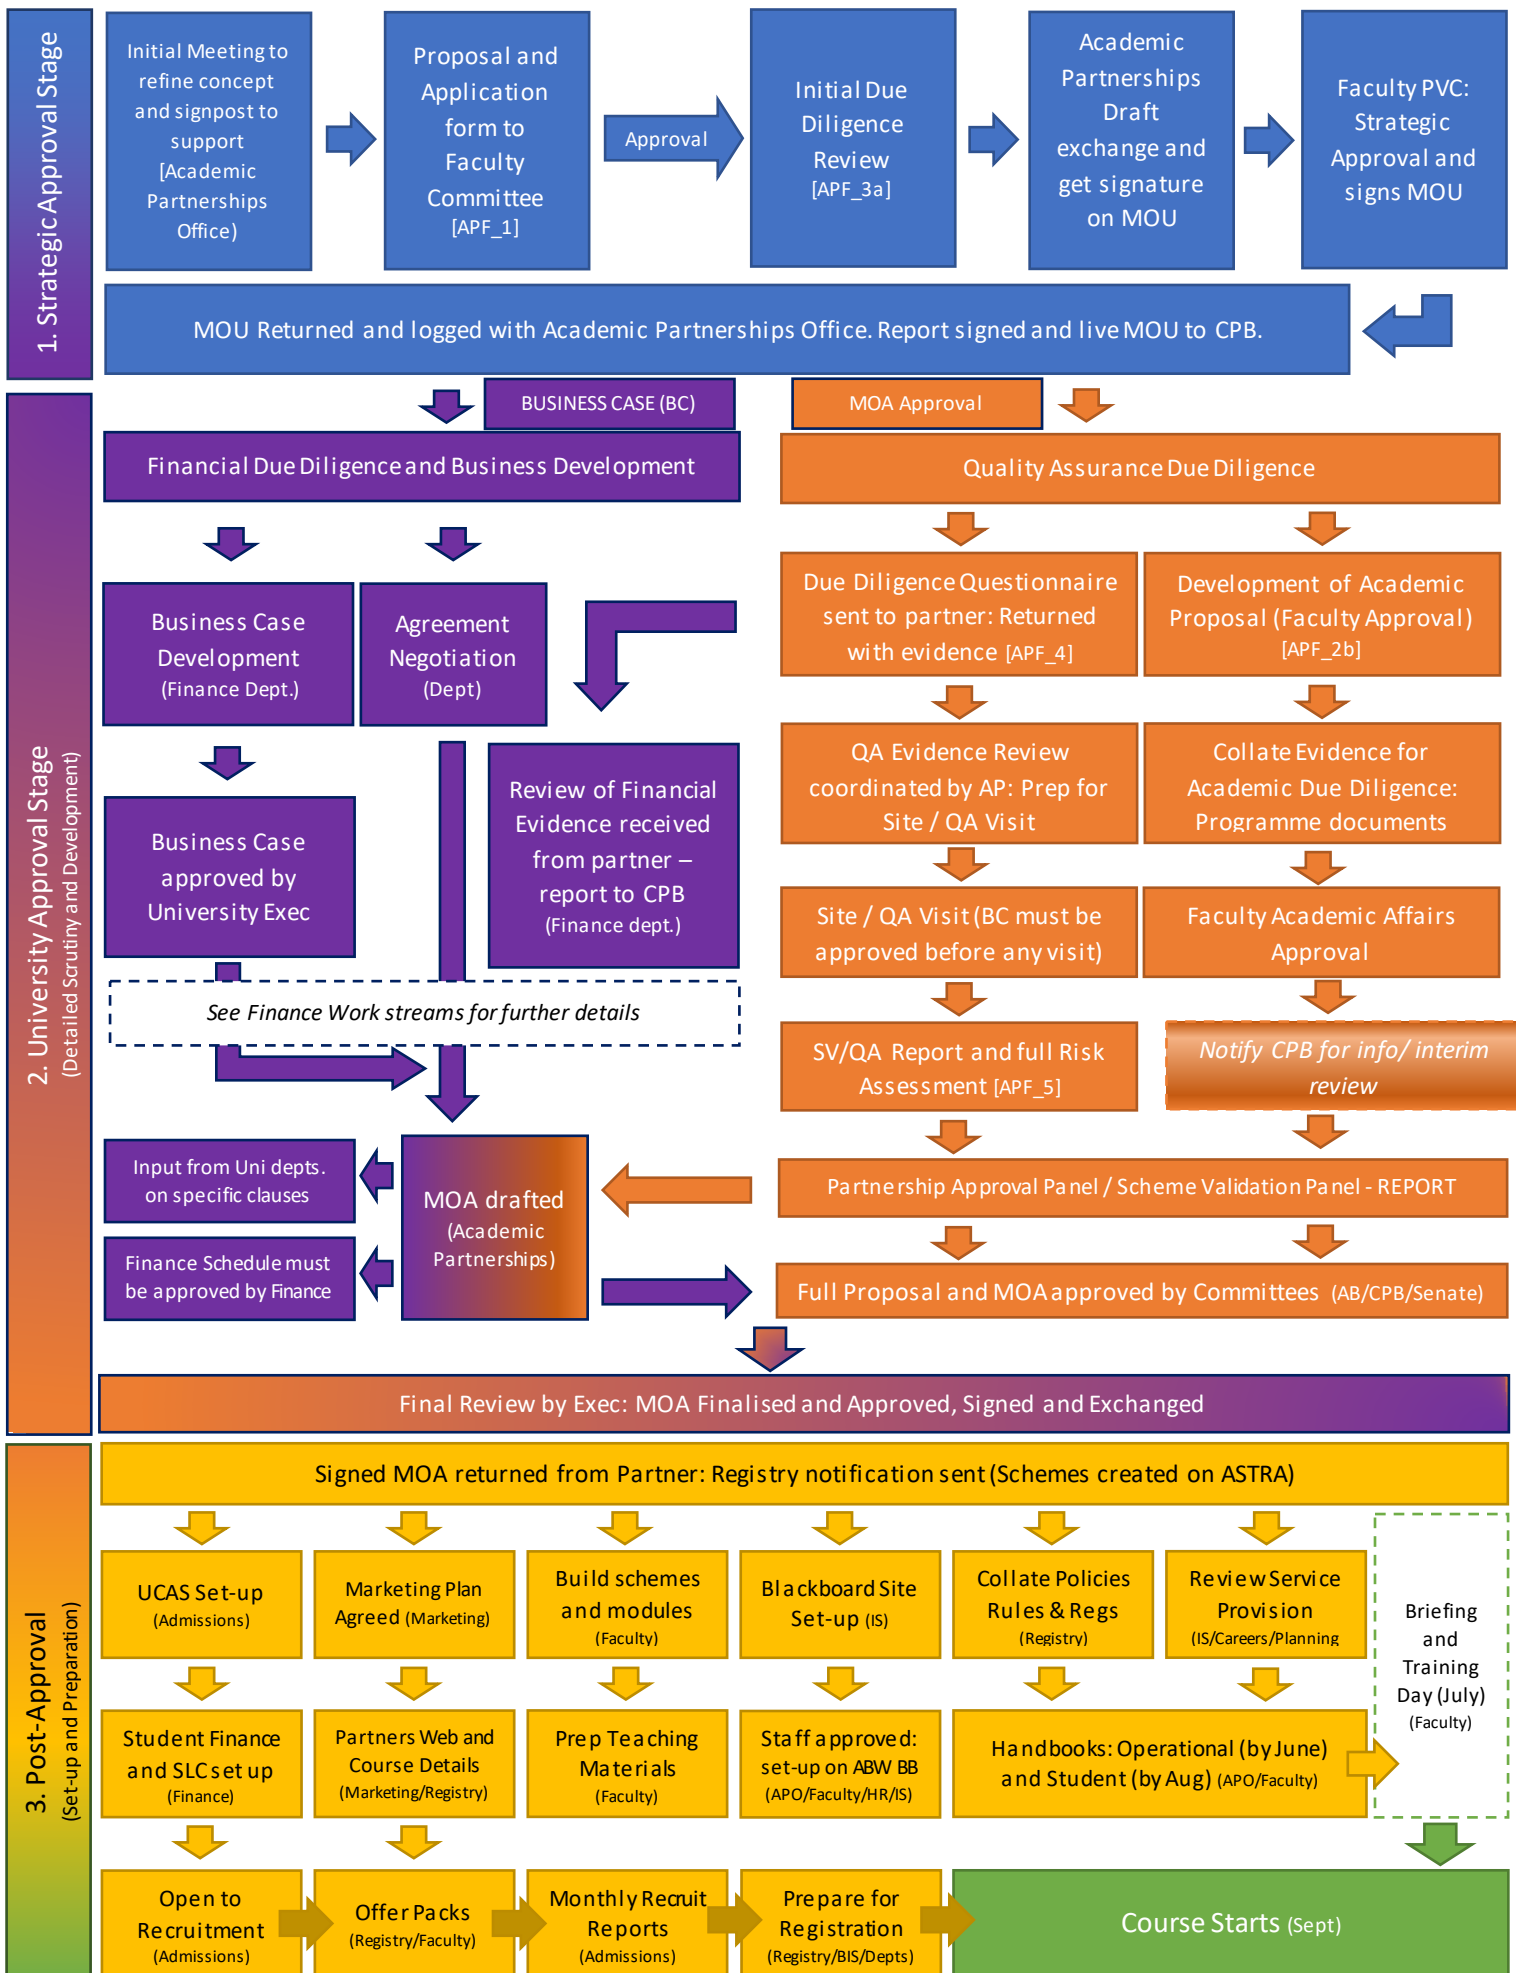 1. Strategic Approval Stage
Initial Meeting to
refine concept
and signpost to
support
[Academic
Partnerships
Office)
Proposal and
Application
form to
Faculty
Committee
[APF_1]
Approval
Initial Due
Diligence
Review
[APF_3a]
Academic
Partnerships
Draft
exchange and
get signature
on MOU
Faculty PVC:
Strategic
Approval and
signs MOU
MOU Returned and logged with Academic Partnerships Office. Report signed and live MOU to CPB.
2. University Approval Stage
(Detailed Scrutiny and Development)
BUSINESS CASE (BC)
MOA Approval
Financial Due Diligence and Business Development
Quality Assurance Due Diligence
Business Case
Development
(Finance Dept.)
Agreement
Negotiation
(Dept)
Due Diligence Questionnaire
sent to partner: Returned
with evidence [APF_4]
Development of Academic
Proposal (Faculty Approval)
[APF_2b]
Business Case
approved by
University Exec
Review of Financial
Evidence received
from partner –
report to CPB
(Finance dept.)
QA Evidence Review
coordinated by AP: Prep for
Site / QA Visit
Collate Evidence for
Academic Due Diligence:
Programme documents
Site / QA Visit (BC must be
approved before any visit)
Faculty Academic Affairs
Approval
See Finance Work streams for further details
SV/QA Report and full Risk
Assessment [APF_5]
Notify CPB for info/ interim
review
Input from Uni depts.
on specific clauses
Finance Schedule must
be approved by Finance
MOA drafted
(Academic
Partnerships)
Partnership Approval Panel / Scheme Validation Panel - REPORT
Full Proposal and MOA approved by Committees (AB/CPB/Senate)
Final Review by Exec: MOA Finalised and Approved, Signed and Exchanged
3. Post-Approval
(Set-up and Preparation)
Signed MOA returned from Partner: Registry notification sent (Schemes created on ASTRA)
UCAS Set-up
(Admissions)
Marketing Plan
Agreed (Marketing)
Build schemes
and modules
(Faculty)
Blackboard Site
Set-up (IS)
Collate Policies
Rules & Regs
(Registry)
Review Service
Provision
(IS/Careers/Planning
Briefing
and
Training
Day (July)
(Faculty)
Student Finance
and SLC set up
(Finance)
Partners Web and
Course Details
(Marketing/Registry)
Prep Teaching
Materials
(Faculty)
Staff approved:
set-up on ABW BB
(APO/Faculty/HR/IS)
Handbooks: Operational (by June)
and Student (by Aug) (APO/Faculty)
Open to
Recruitment
(Admissions)
Offer Packs
(Registry/Faculty)
Monthly Recruit
Reports
(Admissions)
Prepare for
Registration
(Registry/BIS/Depts)
Course Starts (Sept)